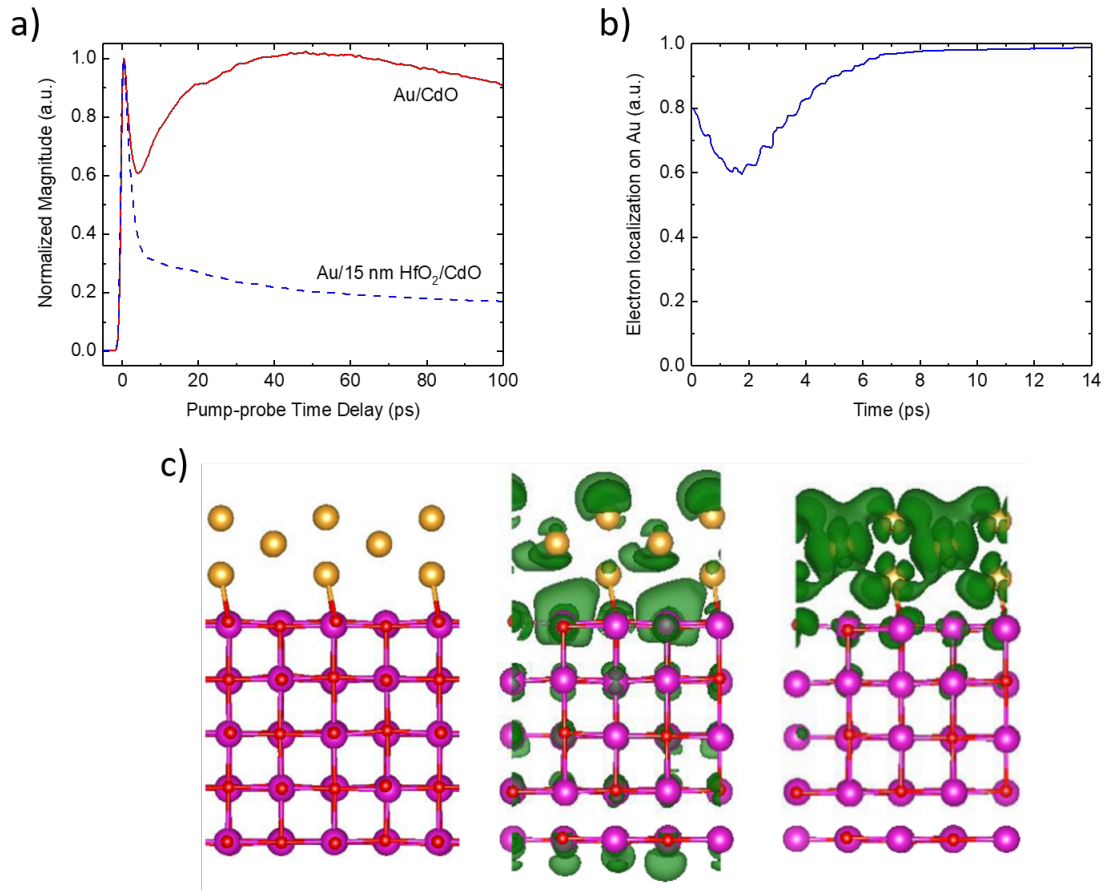 a)
Normalized Magnitude (a.u.)
1.0
0.8
0.6
0.4
0.2
0.0
Au/CdO
Au/15 nm HfO₂/CdO
0
20
40
60
80
100
Pump-probe Time Delay (ps)
b)
Electron localization on Au (a.u.)
1.0
0.8
0.6
0.4
0.2
0.0
0
2
4
6
8
10
12
14
Time (ps)
c)